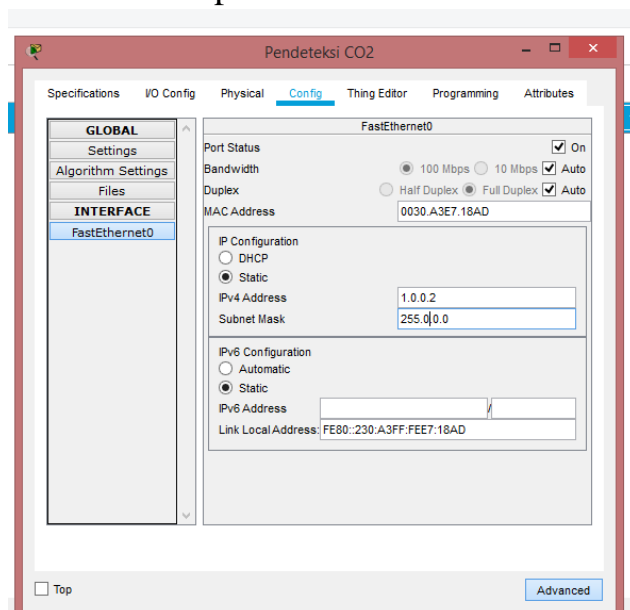 Pendeteksi CO2
Specifications I/O Config Physical Config Thing Editor Programming Attributes
GLOBAL
Settings
Algorithm Settings
Files
INTERFACE
FastEthernet0
FastEthernet0
Port Status On
Bandwidth 100 Mbps 10 Mbps Auto
Duplex Half Duplex Full Duplex Auto
MAC Address 0030.A3E7.18AD
IP Configuration
DHCP
Static
IPv4 Address 1.0.0.2
Subnet Mask 255.0.0.0
IPv6 Configuration
Automatic
Static
IPv6 Address /
Link Local Address: FE80::230:A3FF:FEE7:18AD
Top Advanced